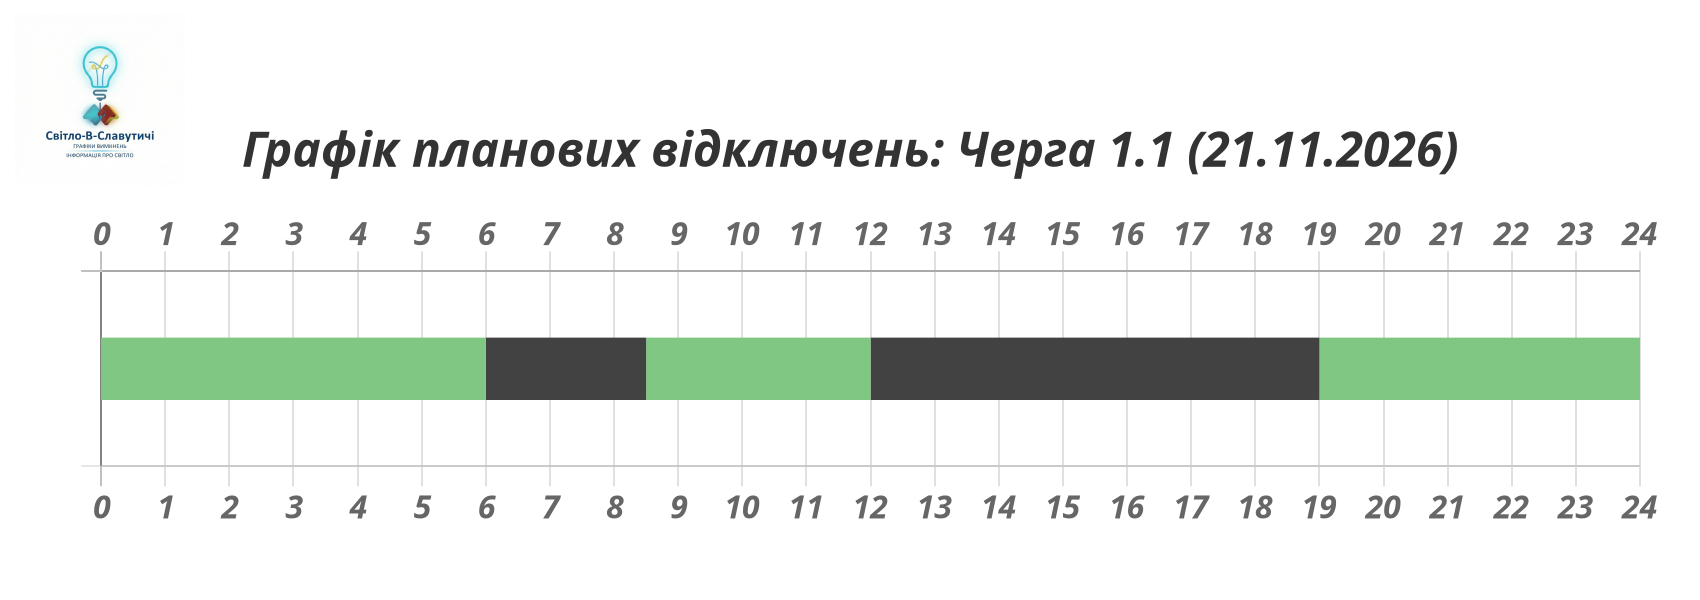 Світло-В-Славутичі
ГРАФІКИ ВИМКНЕНЬ
ІНФОРМАЦІЯ ПРО СВІТЛО
Графік планових відключень: Черга 1.1 (21.11.2026)
0 1 2 3 4 5 6 7 8 9 10 11 12 13 14 15 16 17 18 19 20 21 22 23 24
0 1 2 3 4 5 6 7 8 9 10 11 12 13 14 15 16 17 18 19 20 21 22 23 24